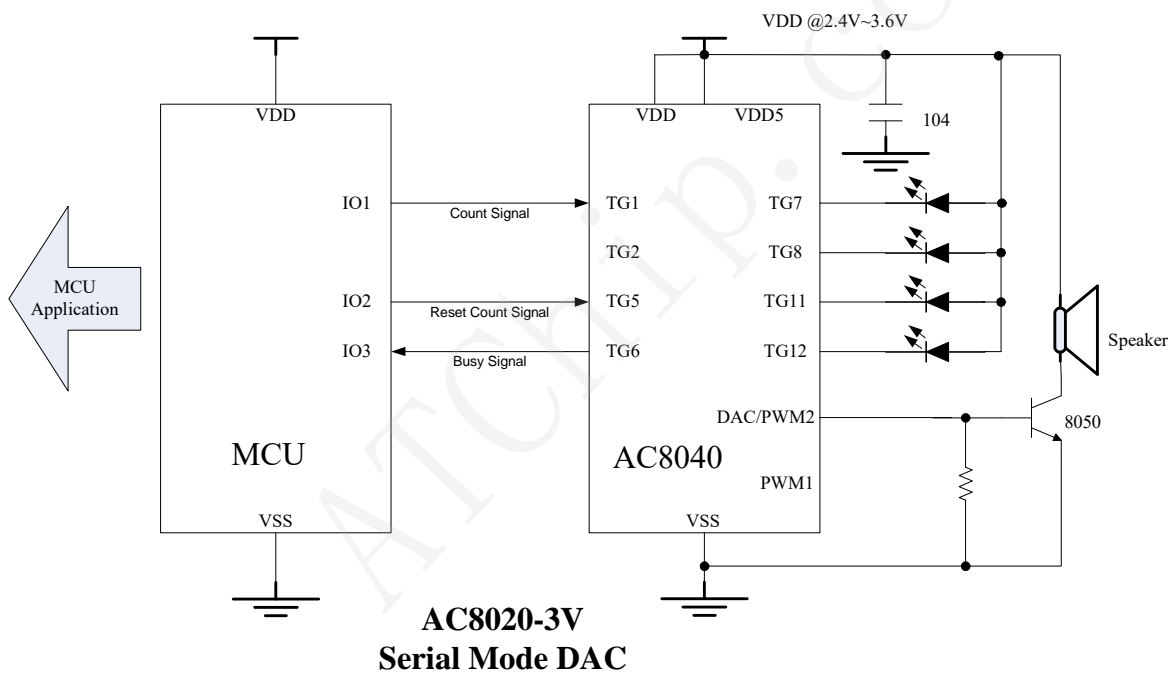 VDD @2.4V~3.6V
VDD
VDD
VDD5
104
IO1
Count Signal
TG1
TG7
TG2
TG8
MCU
Application
IO2
Reset Count Signal
TG5
TG11
IO3
Busy Signal
TG6
TG12
Speaker
DAC/PWM2
8050
MCU
AC8040
PWM1
VSS
VSS
AC8020-3V
Serial Mode DAC
ATChip.co